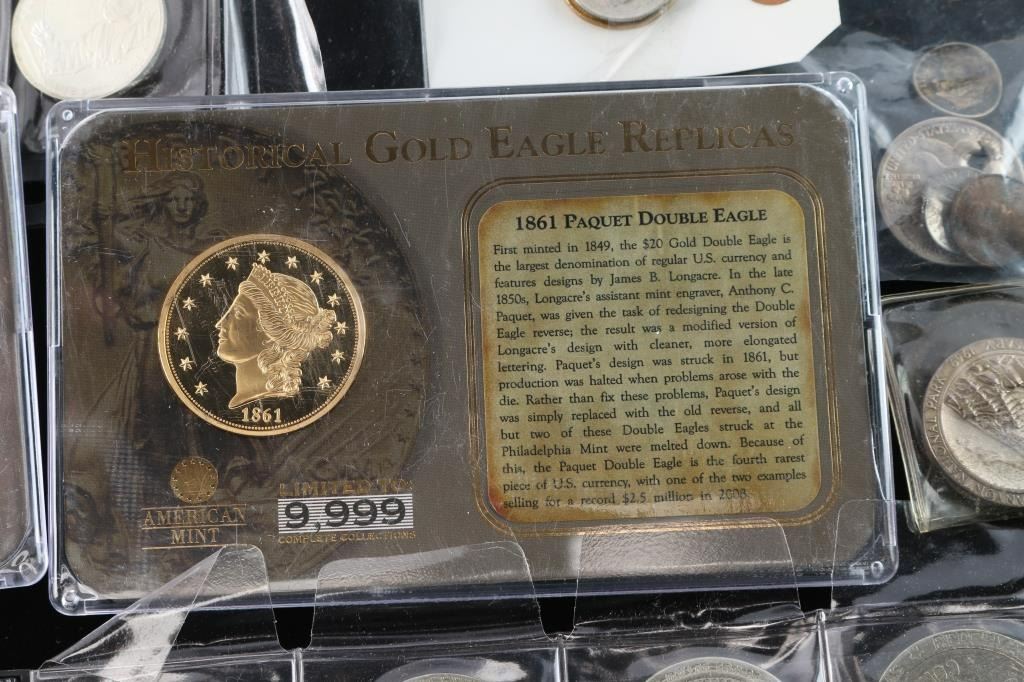 HISTORICAL GOLD EAGLE REPLICAS
1861 PAQUET DOUBLE EAGLE
First minted in 1849, the $20 Gold Double Eagle is
the largest denomination of regular U.S. currency and
features designs by James B. Longacre. In the late
1850s, Longacre's assistant mint engraver, Anthony C.
Paquet, was given the task of redesigning the Double
Eagle reverse; the result was a modified version of
Longacre's design with cleaner, more elongated
lettering. Paquet's design was struck in 1861, but
production was halted when problems arose with the
die. Rather than fix these problems, Paquet's design
was simply replaced with the old reverse, and all
but two of these Double Eagles struck at the
Philadelphia Mint were melted down. Because of
this, the Paquet Double Eagle is the fourth rarest
piece of U.S. currency, with one of the two examples
selling for a record $2.5 million in 2008.
1861
AMERICAN
MINT
LIMITED TO
9,999
COMPLETE COLLECTIONS